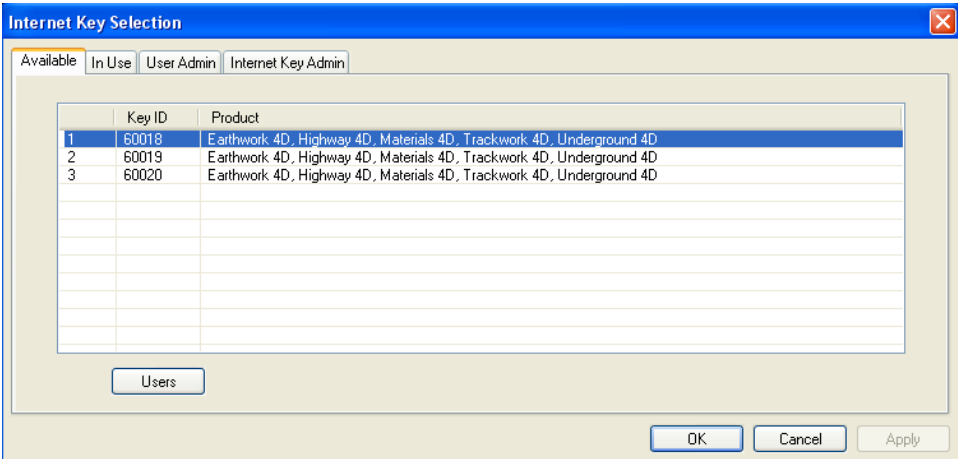 Internet Key Selection
Available In Use User Admin Internet Key Admin
Key ID Product
1 60018 Earthwork 4D, Highway 4D, Materials 4D, Trackwork 4D, Underground 4D
2 60019 Earthwork 4D, Highway 4D, Materials 4D, Trackwork 4D, Underground 4D
3 60020 Earthwork 4D, Highway 4D, Materials 4D, Trackwork 4D, Underground 4D
Users
OK Cancel Apply